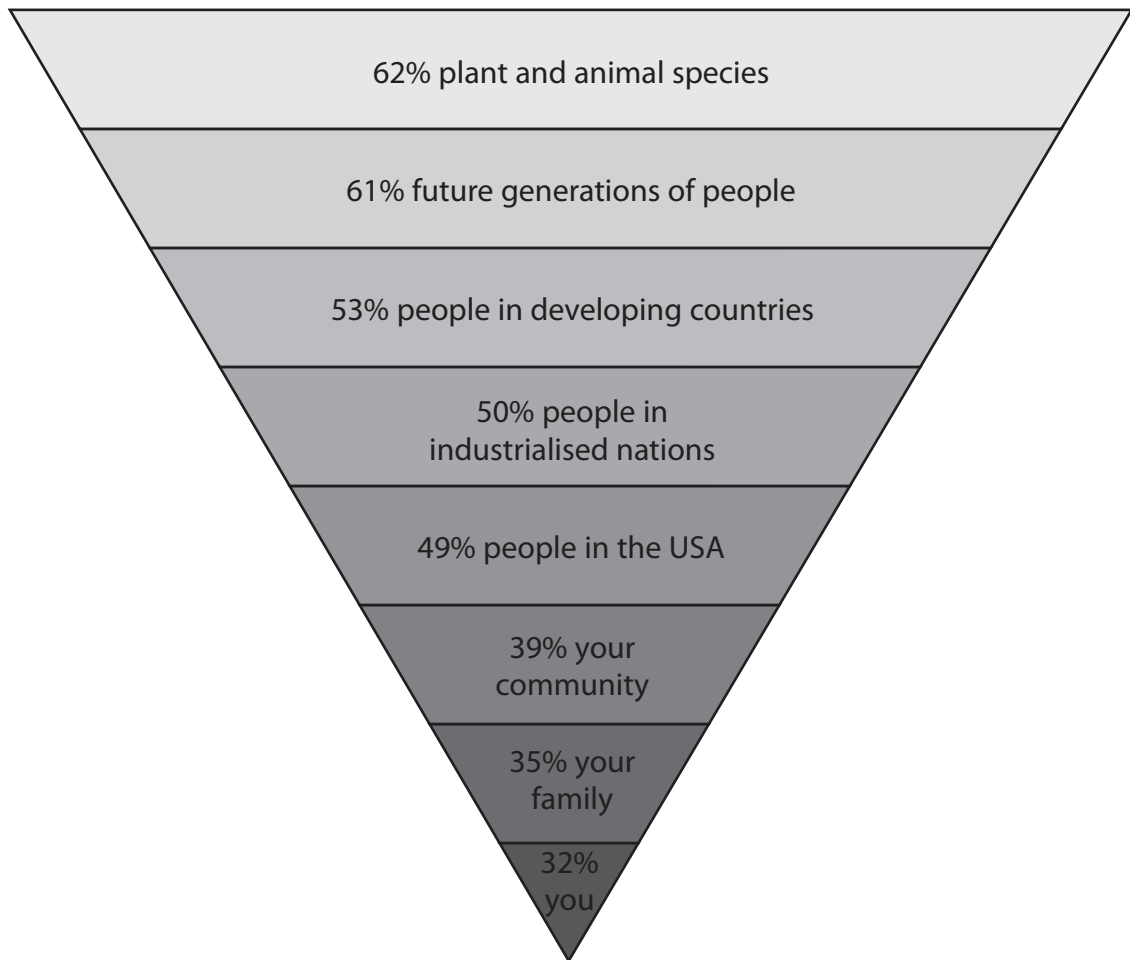 62% plant and animal species
61% future generations of people
53% people in developing countries
50% people in
industrialised nations
49% people in the USA
39% your
community
35% your
family
32%
you